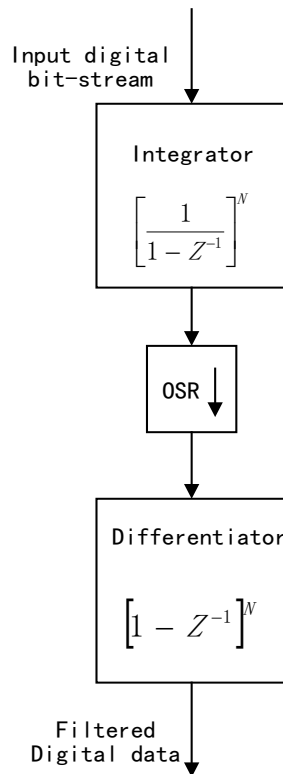 Input digital
bit-stream
Integrator
[1 / (1 − Z⁻¹)]ᴺ
OSR
Differentiator
[1 − Z⁻¹]ᴺ
Filtered
Digital data